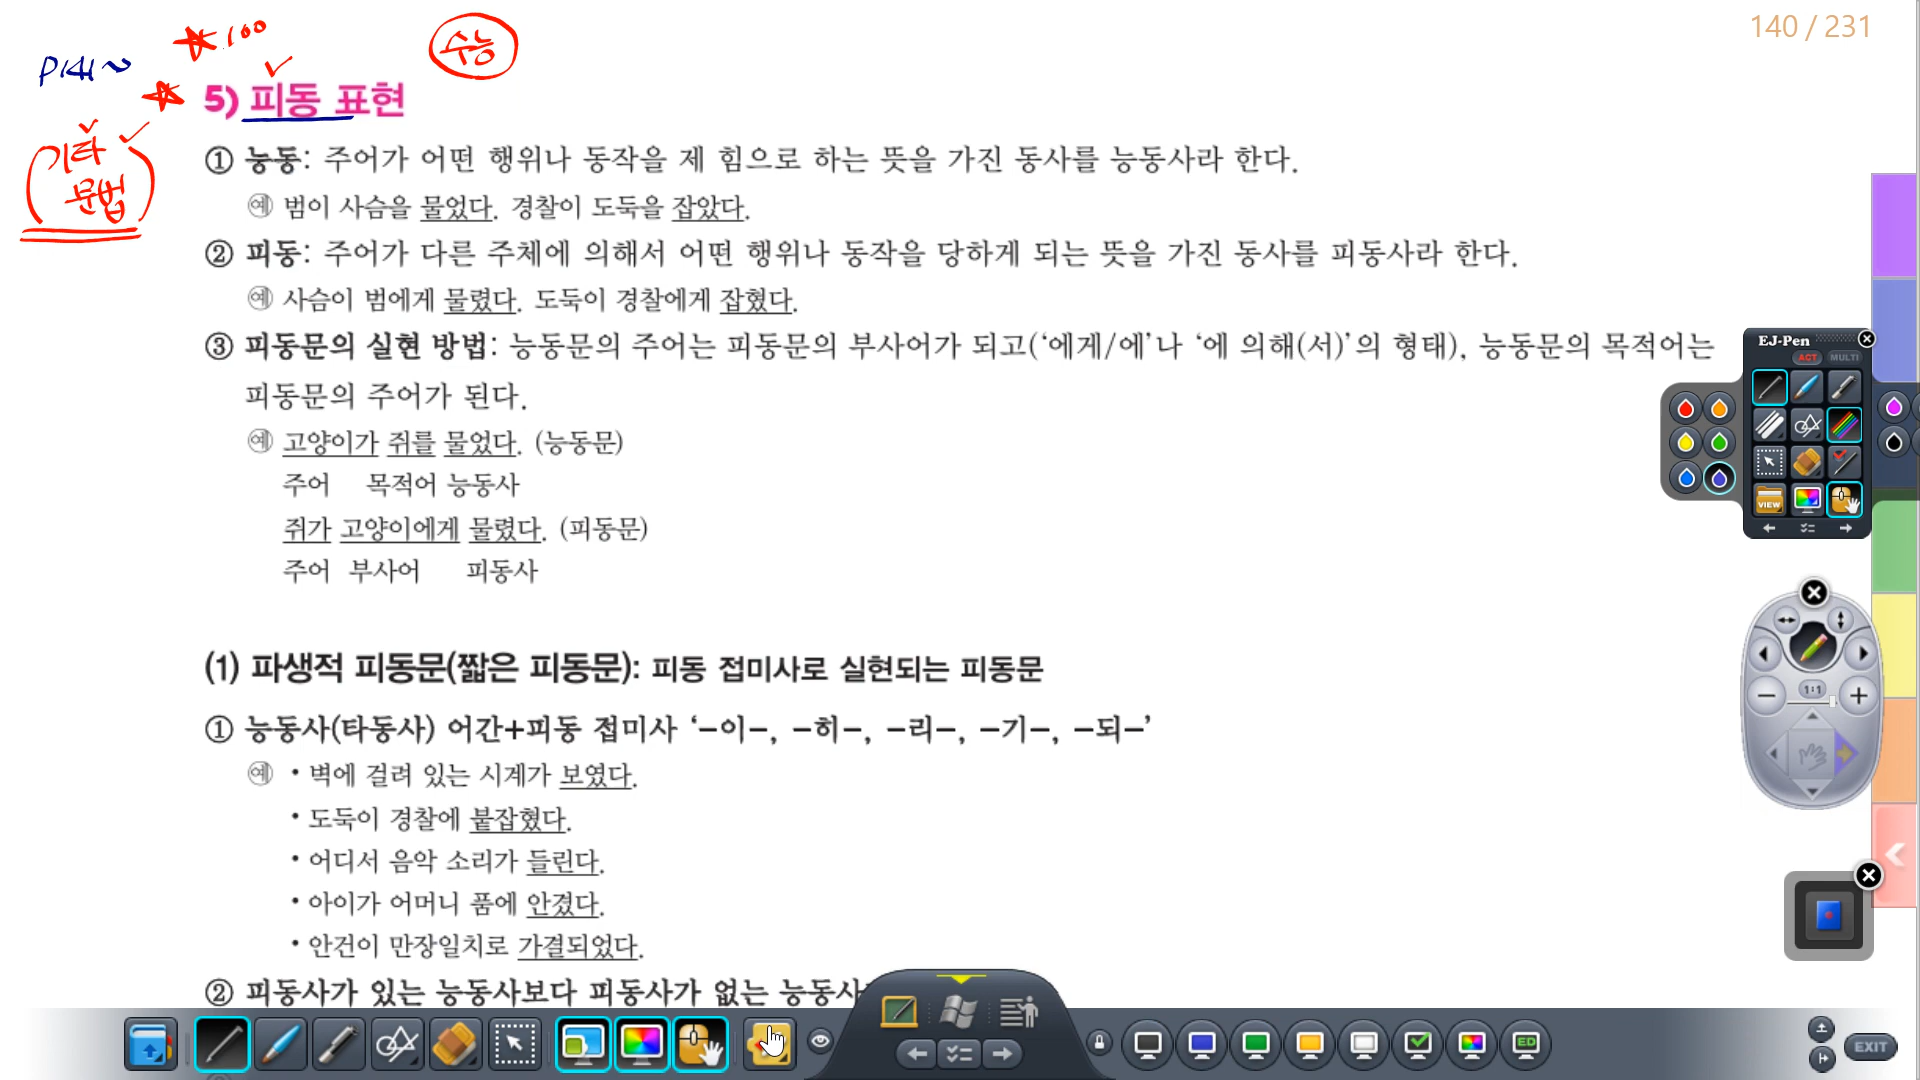 140 / 231
100
수능
5) 피동 표현
기타
문법
① 능동: 주어가 어떤 행위나 동작을 제 힘으로 하는 뜻을 가진 동사를 능동사라 한다.
예 범이 사슴을 물었다. 경찰이 도둑을 잡았다.
② 피동: 주어가 다른 주체에 의해서 어떤 행위나 동작을 당하게 되는 뜻을 가진 동사를 피동사라 한다.
예 사슴이 범에게 물렸다. 도둑이 경찰에게 잡혔다.
③ 피동문의 실현 방법: 능동문의 주어는 피동문의 부사어가 되고(‘에게/에’나 ‘에 의해(서)’의 형태), 능동문의 목적어는
피동문의 주어가 된다.
예 고양이가 쥐를 물었다. (능동문)
주어 목적어 능동사
쥐가 고양이에게 물렸다. (피동문)
주어 부사어 피동사
(1) 파생적 피동문(짧은 피동문): 피동 접미사로 실현되는 피동문
① 능동사(타동사) 어간+피동 접미사 ‘–이–, –히–, –리–, –기–, –되–’
예 • 벽에 걸려 있는 시계가 보였다.
• 도둑이 경찰에 붙잡혔다.
• 어디서 음악 소리가 들린다.
• 아이가 어머니 품에 안겼다.
• 안건이 만장일치로 가결되었다.
② 피동사가 있는 능동사보다 피동사가 없는 능동사
EJ-Pen
ACT MULTI
VIEW
1:1
ED
EXIT